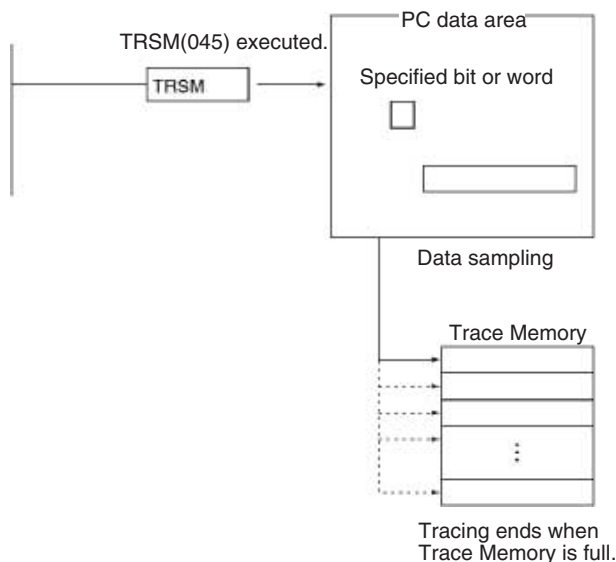 PC data area
TRSM(045) executed.
Specified bit or word
TRSM
Data sampling
Trace Memory
Tracing ends when
Trace Memory is full.